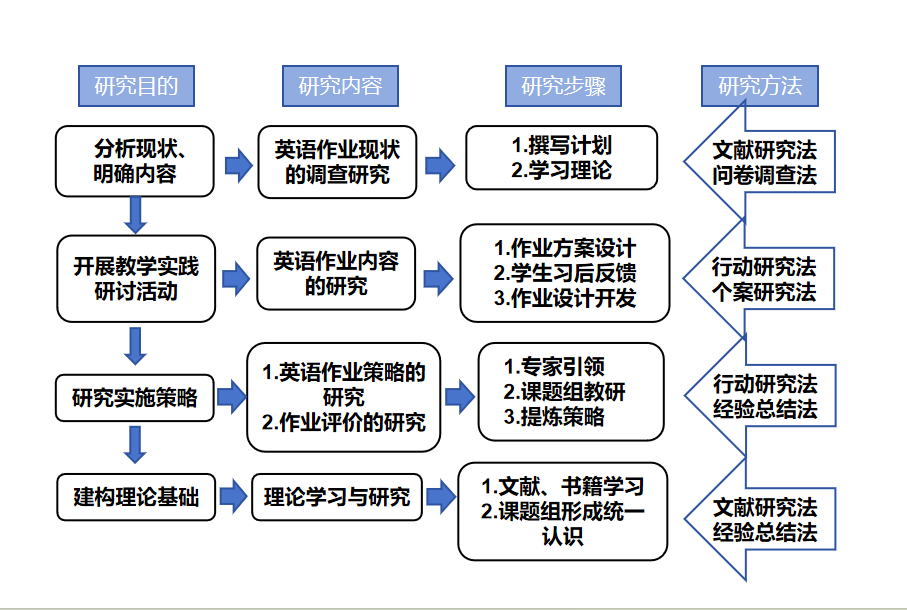 研究目的
研究内容
研究步骤
研究方法
分析现状、
明确内容
英语作业现状
的调查研究
1.撰写计划
2.学习理论
文献研究法
问卷调查法
开展教学实践
研讨活动
英语作业内容
的研究
1.作业方案设计
2.学生习后反馈
3.作业设计开发
行动研究法
个案研究法
研究实施策略
1.英语作业策略的
研究
2.作业评价的研究
1.专家引领
2.课题组教研
3.提炼策略
行动研究法
经验总结法
建构理论基础
理论学习与研究
1.文献、书籍学习
2.课题组形成统一
认识
文献研究法
经验总结法